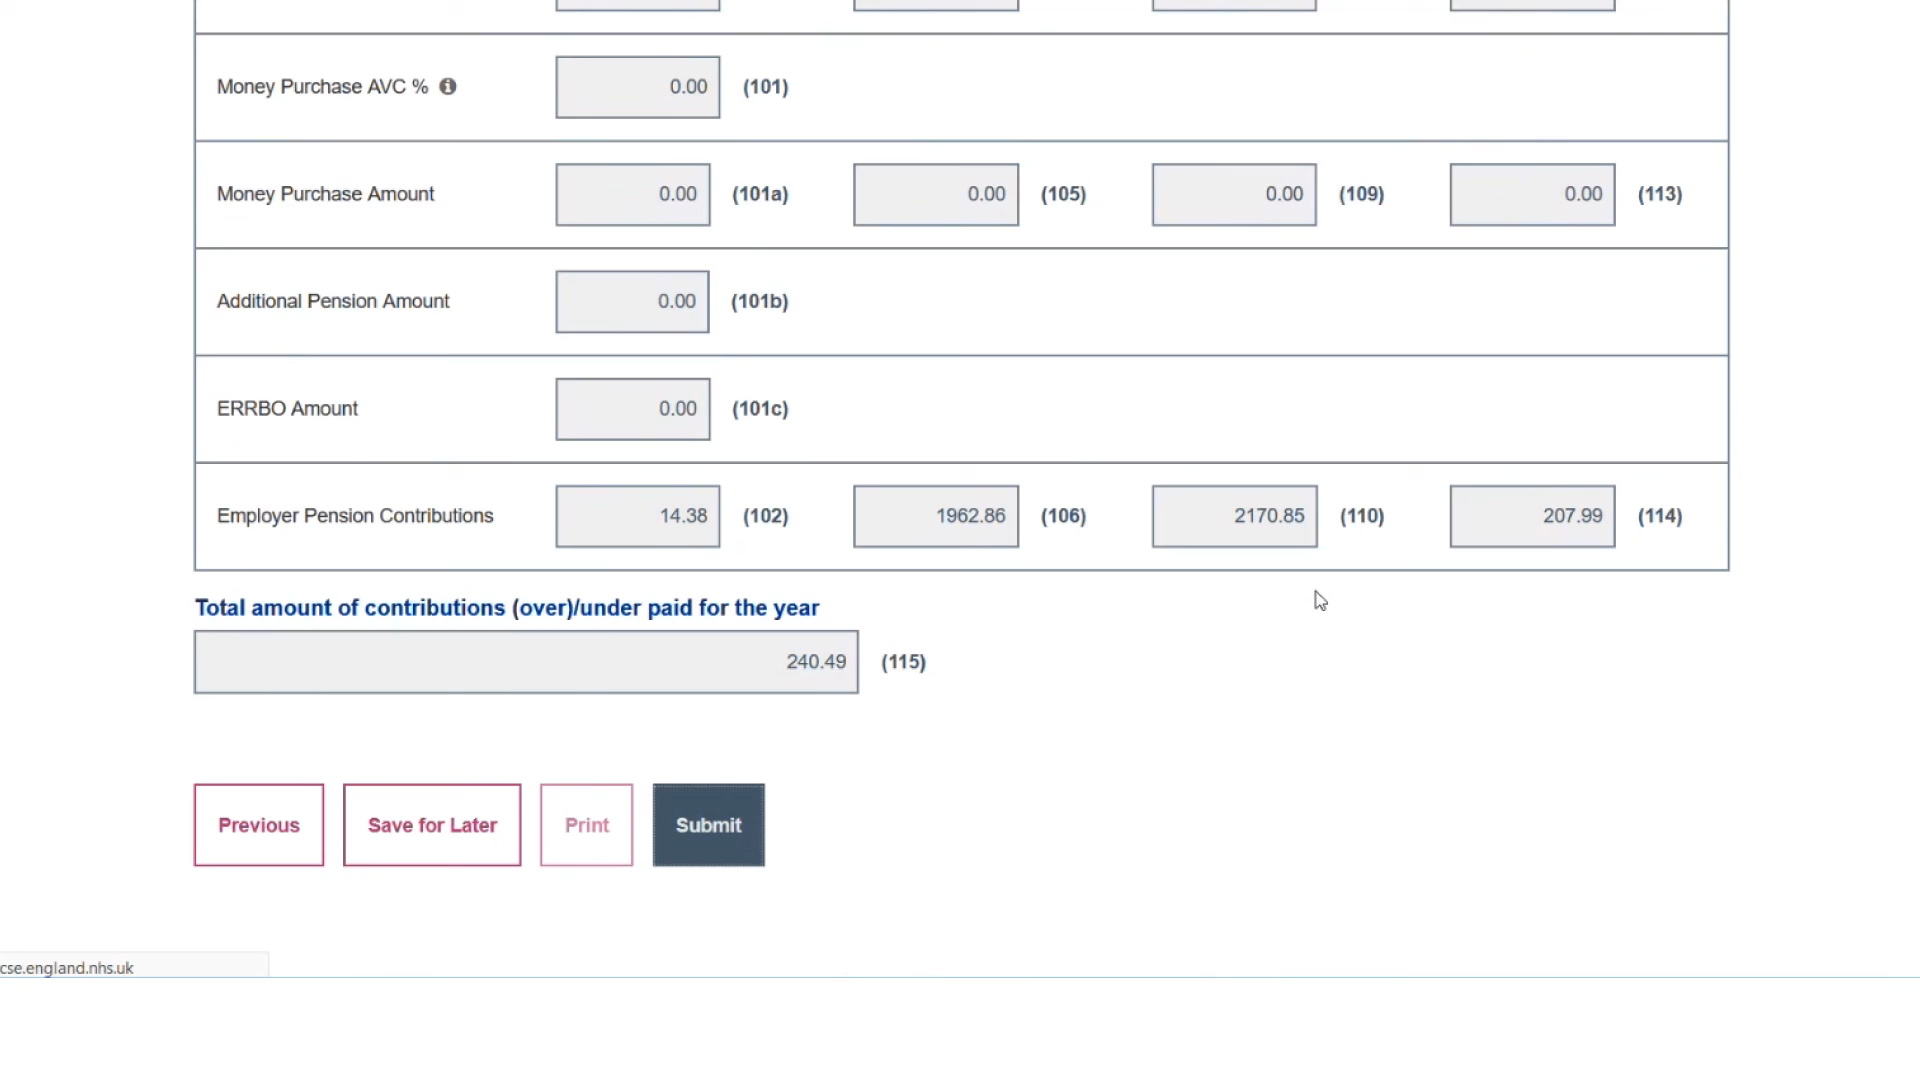 Money Purchase AVC % 0.00 (101)
Money Purchase Amount 0.00 (101a) 0.00 (105) 0.00 (109) 0.00 (113)
Additional Pension Amount 0.00 (101b)
ERRBO Amount 0.00 (101c)
Employer Pension Contributions 14.38 (102) 1962.86 (106) 2170.85 (110) 207.99 (114)
Total amount of contributions (over)/under paid for the year
240.49 (115)
Previous Save for Later Print Submit
cse.england.nhs.uk